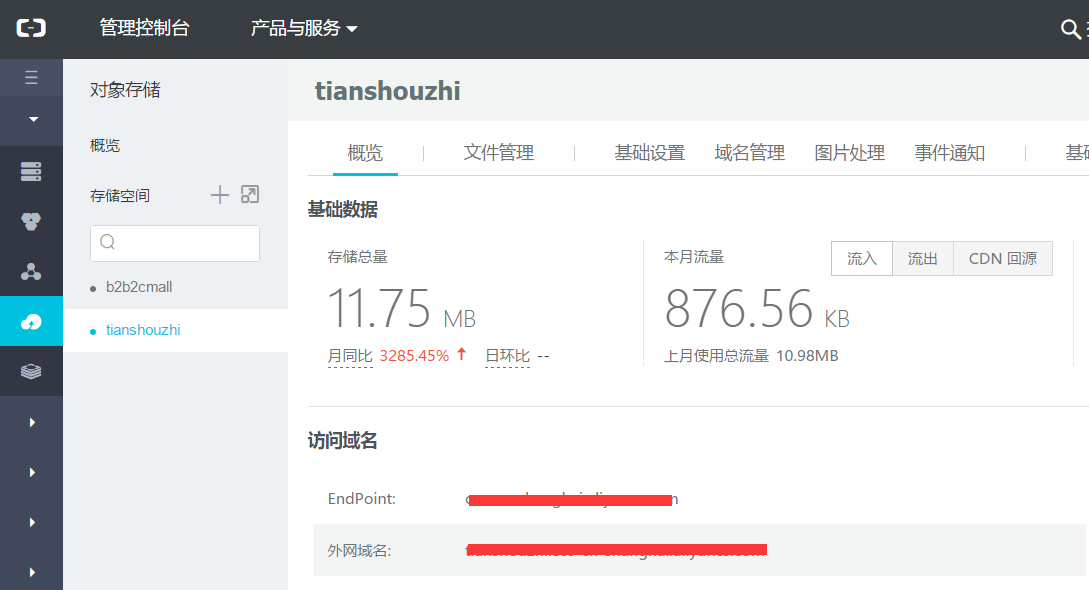 管理控制台 产品与服务
对象存储
概览
存储空间
b2b2cmall
tianshouzhi
tianshouzhi
概览 文件管理 基础设置 域名管理 图片处理 事件通知
基础数据
存储总量
11.75 MB
月同比 3285.45% ↑ 日环比 --
本月流量 流入 流出 CDN 回源
876.56 KB
上月使用总流量 10.98MB
访问域名
EndPoint:
外网域名: